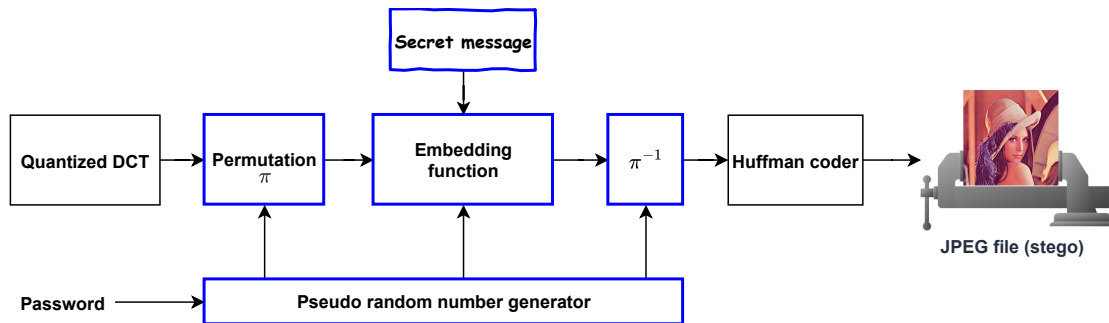 Secret message
Quantized DCT
Permutation
π
Embedding
function
π⁻¹
Huffman coder
JPEG file (stego)
Password
Pseudo random number generator